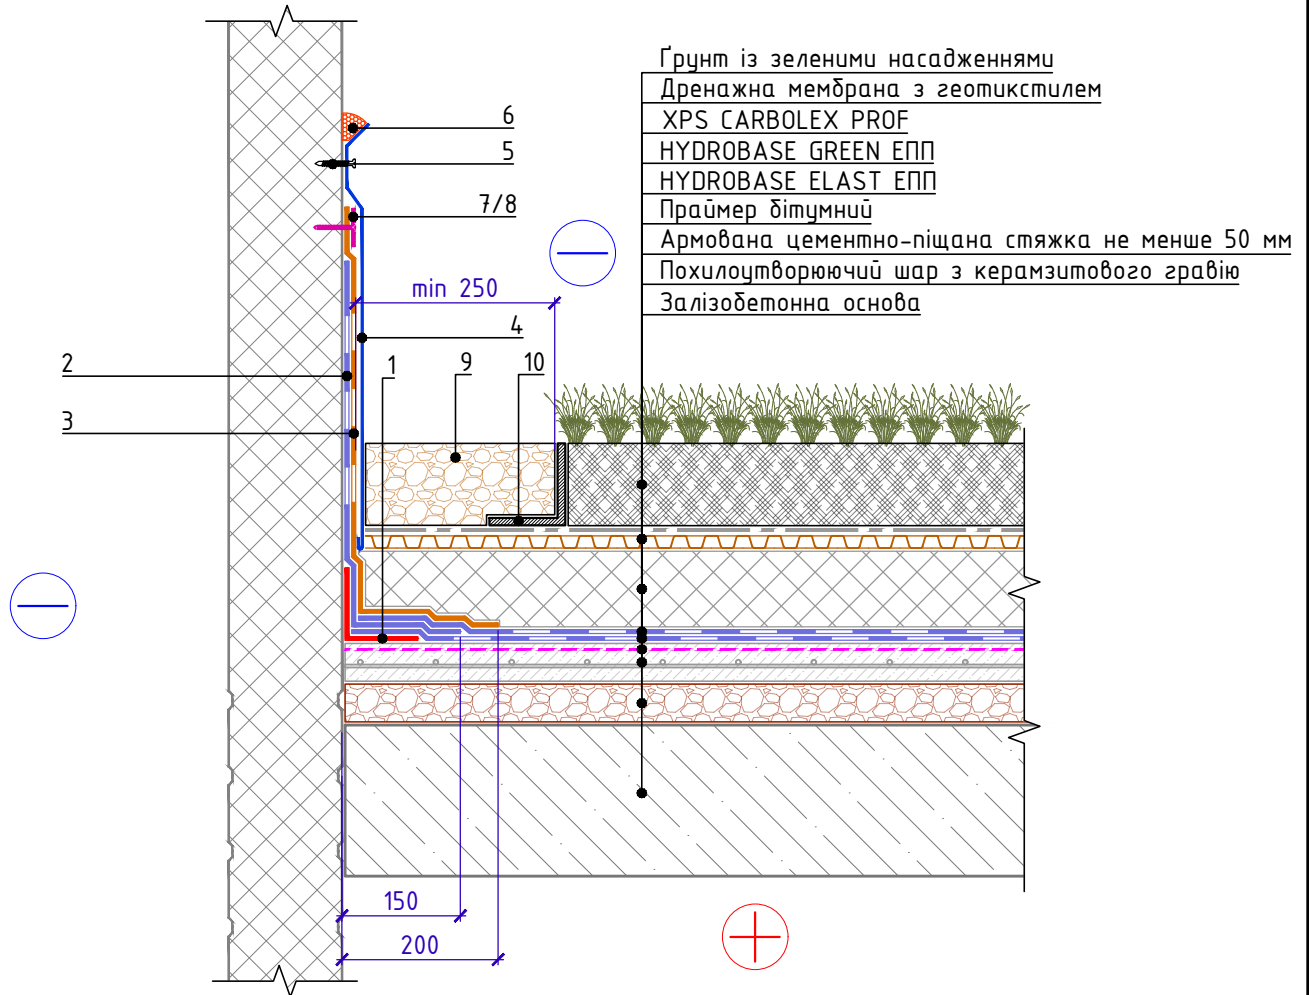 Ґрунт із зеленими насадженнями
Дренажна мембрана з геотикстилем
XPS CARBOLEX PROF
HYDROBASE GREEN ЕПП
HYDROBASE ELAST ЕПП
Праймер бітумний
Армована цементно-піщана стяжка не менше 50 мм
Похилоутворюючий шар з керамзитового гравію
Залізобетонна основа
6
5
7/8
min 250
4
2
1
9
10
3
150
200